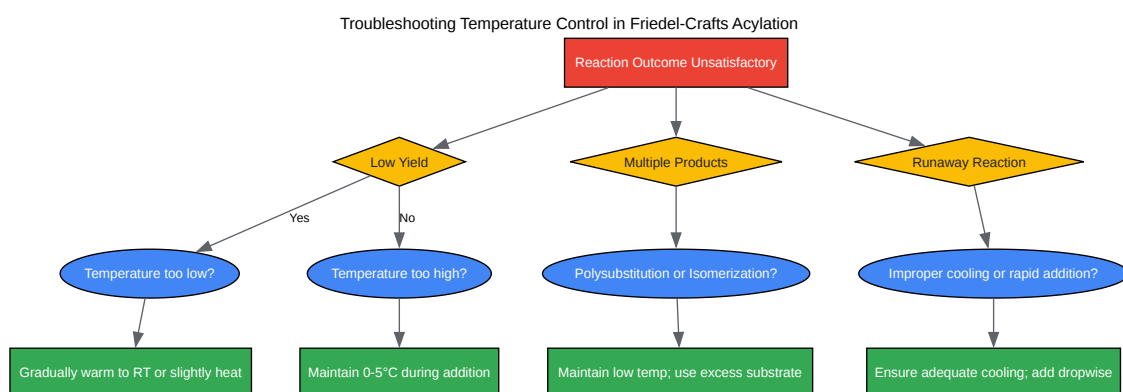 Troubleshooting Temperature Control in Friedel-Crafts Acylation
Reaction Outcome Unsatisfactory
Low Yield
Multiple Products
Runaway Reaction
Yes
No
Temperature too low?
Temperature too high?
Polysubstitution or Isomerization?
Improper cooling or rapid addition?
Gradually warm to RT or slightly heat
Maintain 0-5°C during addition
Maintain low temp; use excess substrate
Ensure adequate cooling; add dropwise